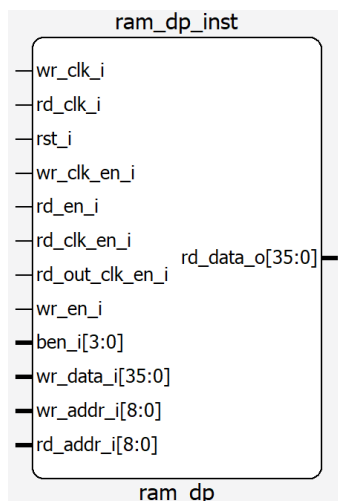 ram_dp_inst
wr_clk_i
rd_clk_i
rst_i
wr_clk_en_i
rd_en_i
rd_clk_en_i
rd_data_o[35:0]
rd_out_clk_en_i
wr_en_i
ben_i[3:0]
wr_data_i[35:0]
wr_addr_i[8:0]
rd_addr_i[8:0]
ram_dp